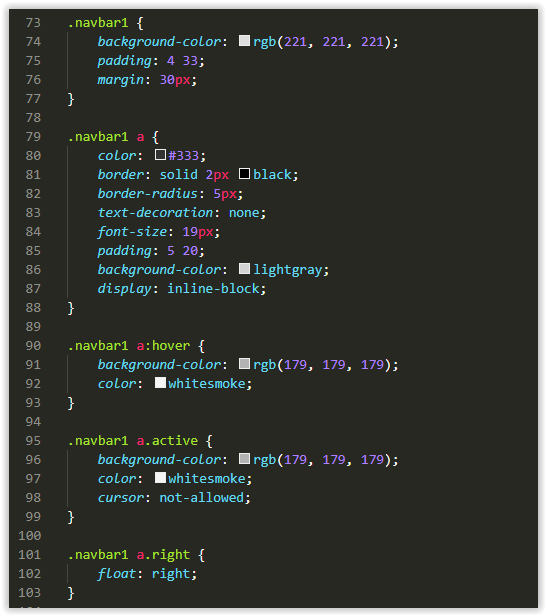 73 .navbar1 {
74 background-color: rgb(221, 221, 221);
75 padding: 4 33;
76 margin: 30px;
77 }
78
79 .navbar1 a {
80 color: #333;
81 border: solid 2px black;
82 border-radius: 5px;
83 text-decoration: none;
84 font-size: 19px;
85 padding: 5 20;
86 background-color: lightgray;
87 display: inline-block;
88 }
89
90 .navbar1 a:hover {
91 background-color: rgb(179, 179, 179);
92 color: whitesmoke;
93 }
94
95 .navbar1 a.active {
96 background-color: rgb(179, 179, 179);
97 color: whitesmoke;
98 cursor: not-allowed;
99 }
100
101 .navbar1 a.right {
102 float: right;
103 }